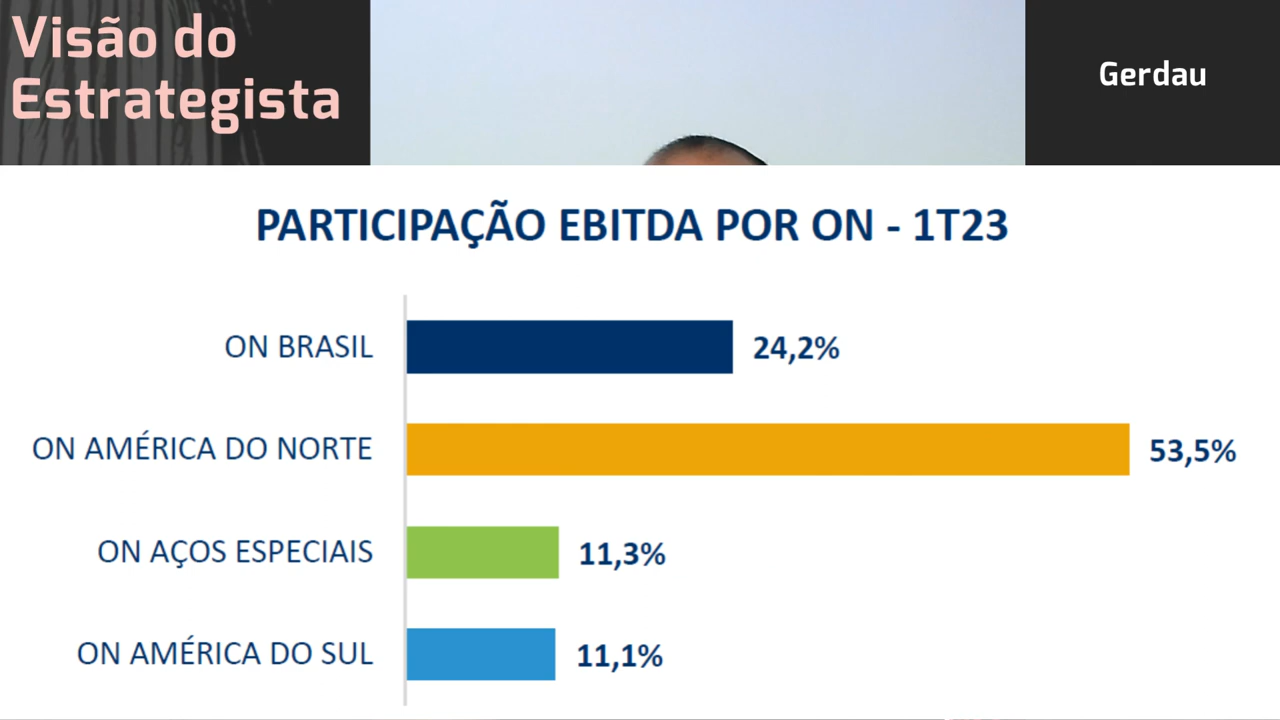 Visão do
Estrategista
Gerdau
PARTICIPAÇÃO EBITDA POR ON - 1T23
ON BRASIL 24,2%
ON AMÉRICA DO NORTE 53,5%
ON AÇOS ESPECIAIS 11,3%
ON AMÉRICA DO SUL 11,1%